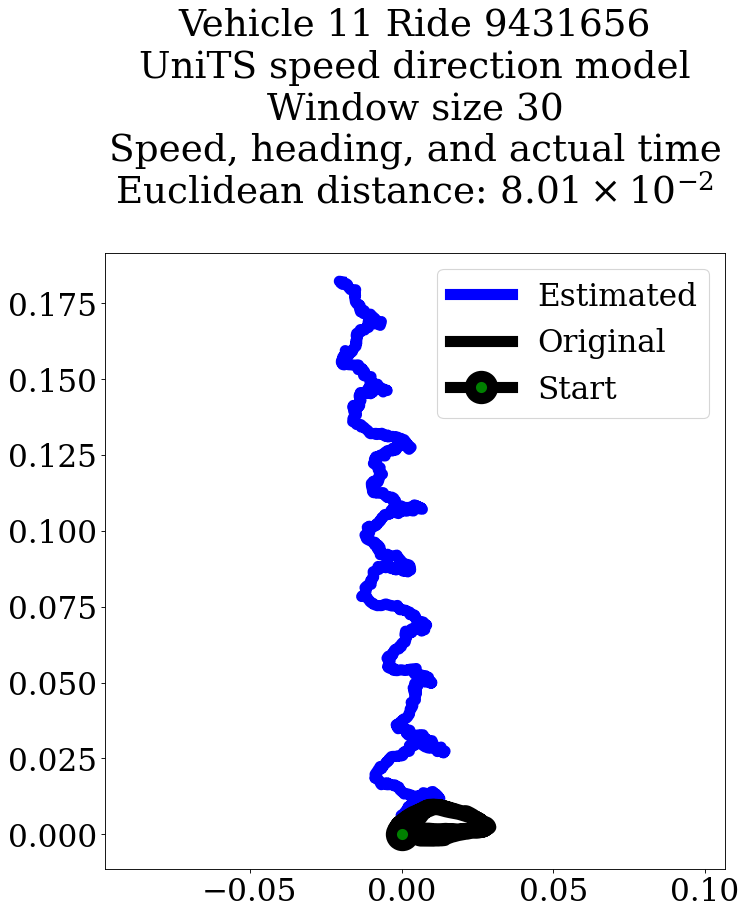 Vehicle 11 Ride 9431656
UniTS speed direction model
Window size 30
Speed, heading, and actual time
Euclidean distance: 8.01 × 10⁻²
Estimated
Original
Start
0.175
0.150
0.125
0.100
0.075
0.050
0.025
0.000
−0.05 0.00 0.05 0.10